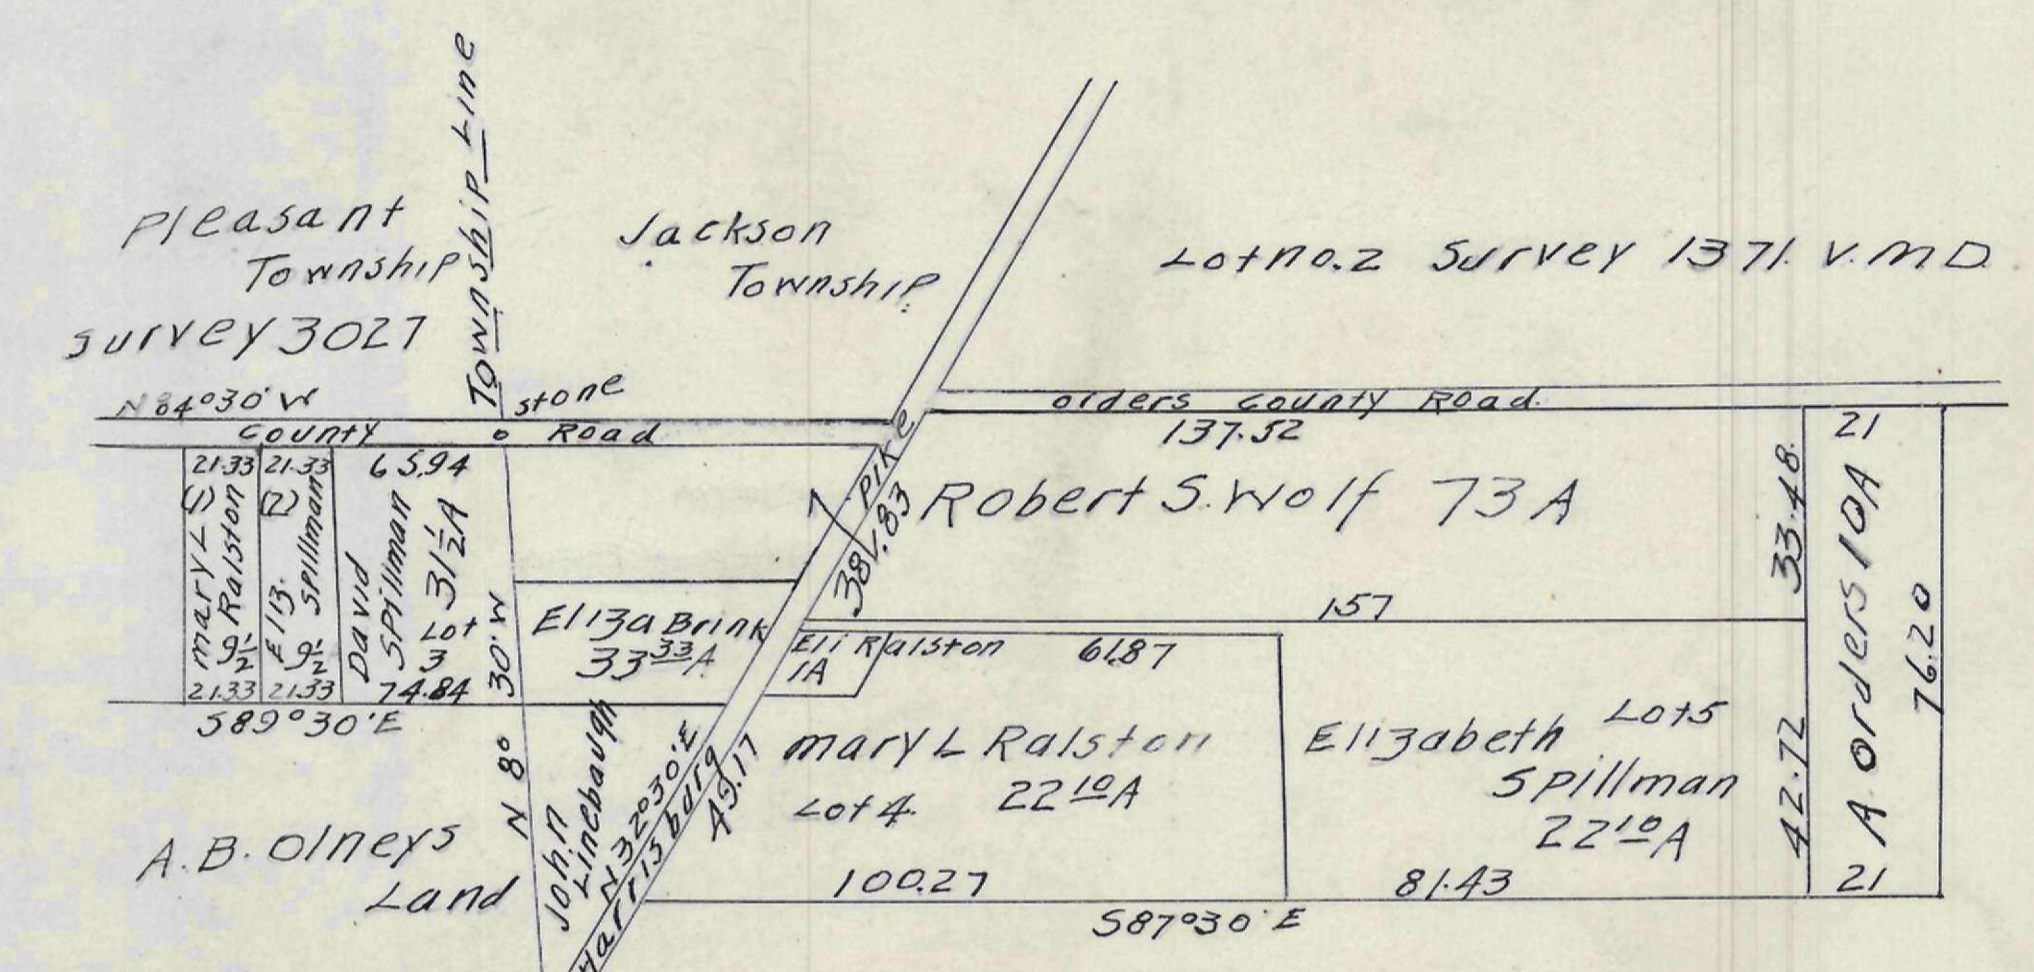 Pleasant
Township
Survey 3027
Township Line
Jackson
Township
Lot no. 2 Survey 1371. V.M.D.
N 84° 30' W
stone
County Road
orders County Road
137.52
21.33
21.33
65.94
(1)
mary L
Ralston
9 1/2
(2)
E l 13.
Spillman
9 1/2
David
Spillman
31 1/2 A
Lot
3
21.33
21.33
74.84
S 89° 30' E
N 8° 30' W
Eliza Brink
33 33 A
Pike
38.83
Robert S. Wolf 73 A
33.48
21
A. Orders 10 A
76.20
157
Eli Ralston
1A
61.87
mary L Ralston
Lot 4. 22 10 A
100.27
Lot 5
Elizabeth
Spillman
22 10 A
81.43
42.72
21
S 87° 30' E
A.B. Olneys
Land
John
Linebaugh
N 32° 30' E
Harrisburg
49.17